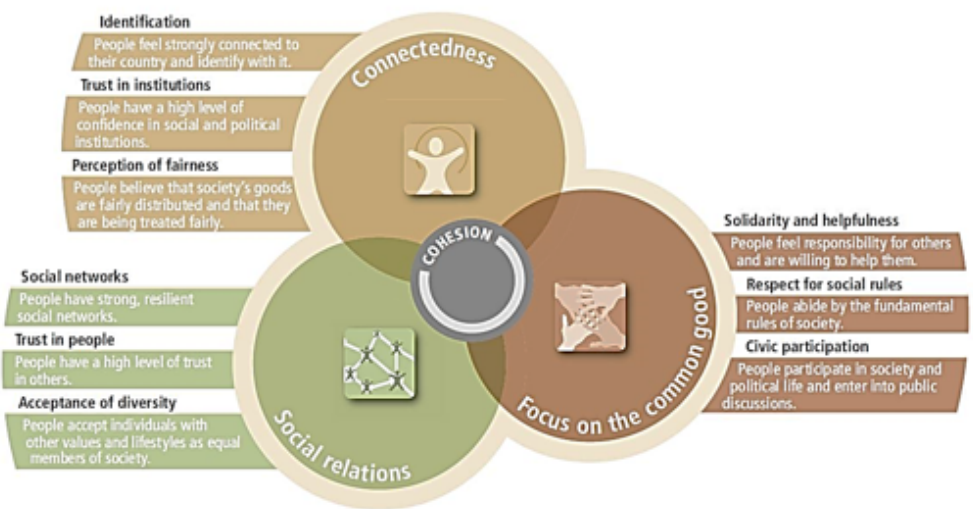 Identification
People feel strongly connected to
their country and identify with it.
Trust in institutions
People have a high level of
confidence in social and political
institutions.
Perception of fairness
People believe that society's goods
are fairly distributed and that they
are being treated fairly.
Connectedness
COHESION
Social networks
People have strong, resilient
social networks.
Trust in people
People have a high level of trust
in others.
Acceptance of diversity
People accept individuals with
other values and lifestyles as equal
members of society.
Social relations
Solidarity and helpfulness
People feel responsibility for others
and are willing to help them.
Respect for social rules
People abide by the fundamental
rules of society.
Civic participation
People participate in society and
political life and enter into public
discussions.
Focus on the common good